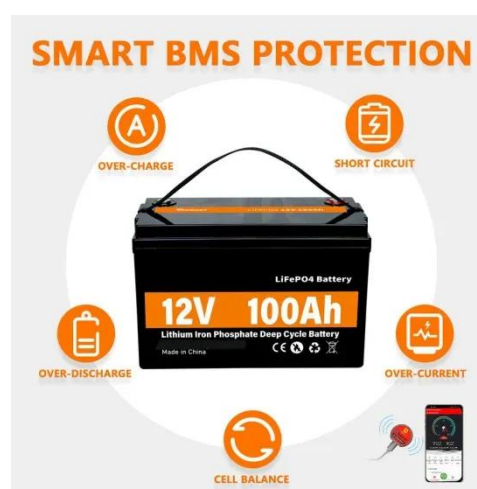 SMART BMS PROTECTION
OVER-CHARGE
SHORT CIRCUIT
LiFePO4 Battery
12V 100Ah
Lithium Iron Phosphate Deep Cycle Battery
Made in China
CE
OVER-DISCHARGE
OVER-CURRENT
CELL BALANCE